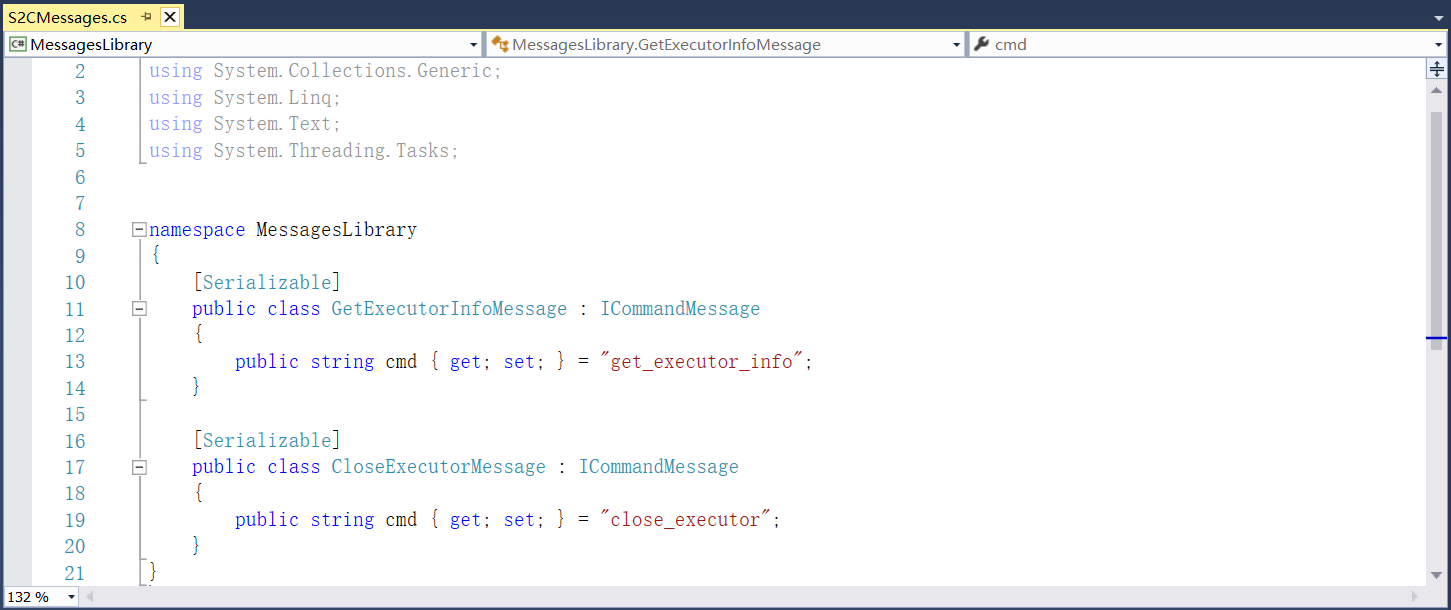 S2CMessages.cs
C# MessagesLibrary MessagesLibrary.GetExecutorInfoMessage cmd
2 using System.Collections.Generic;
3 using System.Linq;
4 using System.Text;
5 using System.Threading.Tasks;
6
7
8 namespace MessagesLibrary
9 {
10 [Serializable]
11 public class GetExecutorInfoMessage : ICommandMessage
12 {
13 public string cmd { get; set; } = "get_executor_info";
14 }
15
16 [Serializable]
17 public class CloseExecutorMessage : ICommandMessage
18 {
19 public string cmd { get; set; } = "close_executor";
20 }
21 }
132 %